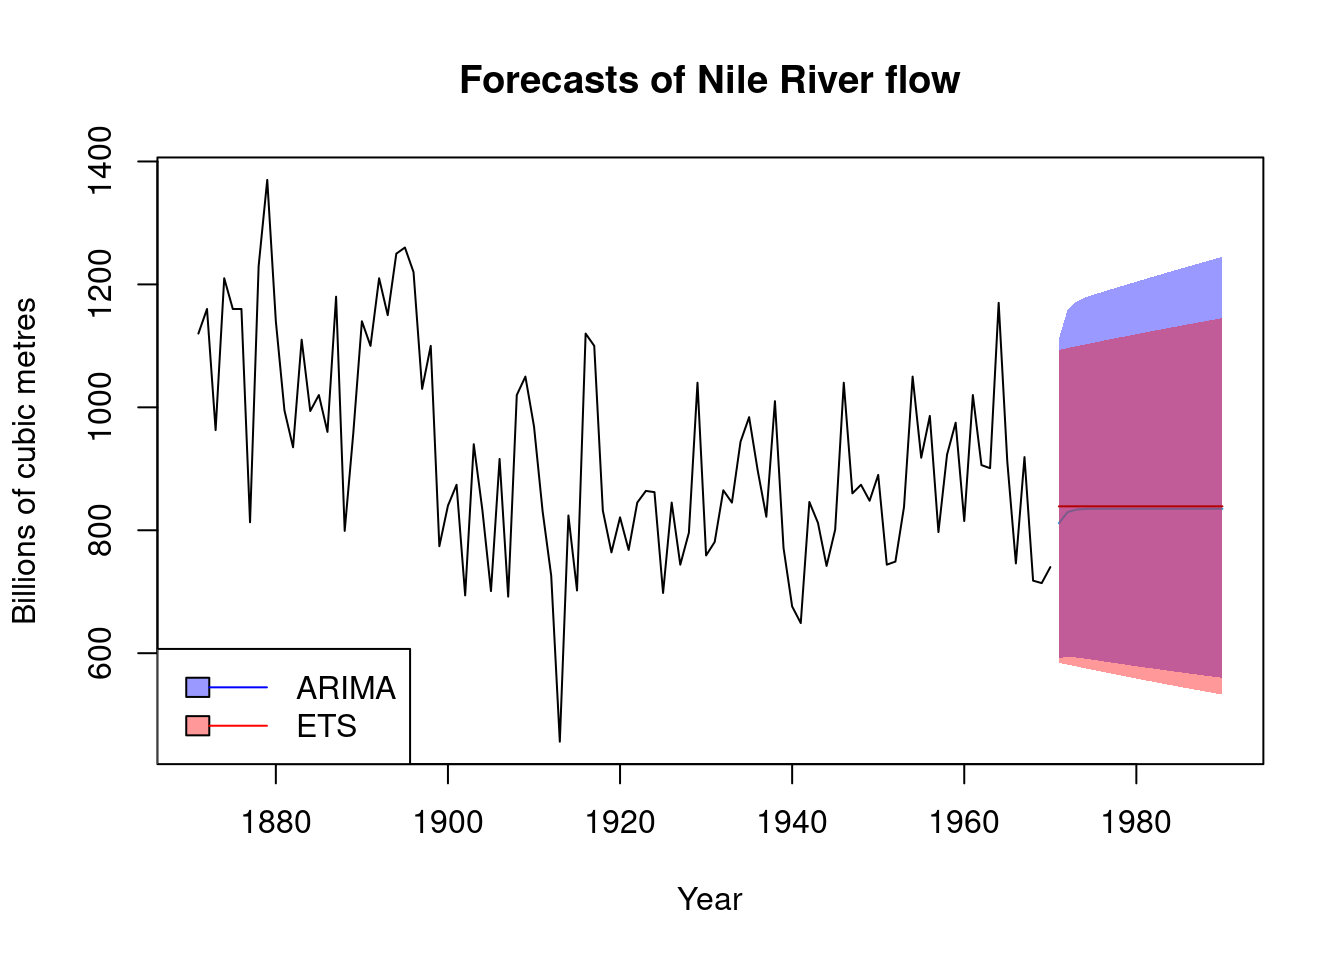 Forecasts of Nile River flow
Billions of cubic metres
1400
1200
1000
800
600
ARIMA
ETS
1880 1900 1920 1940 1960 1980
Year